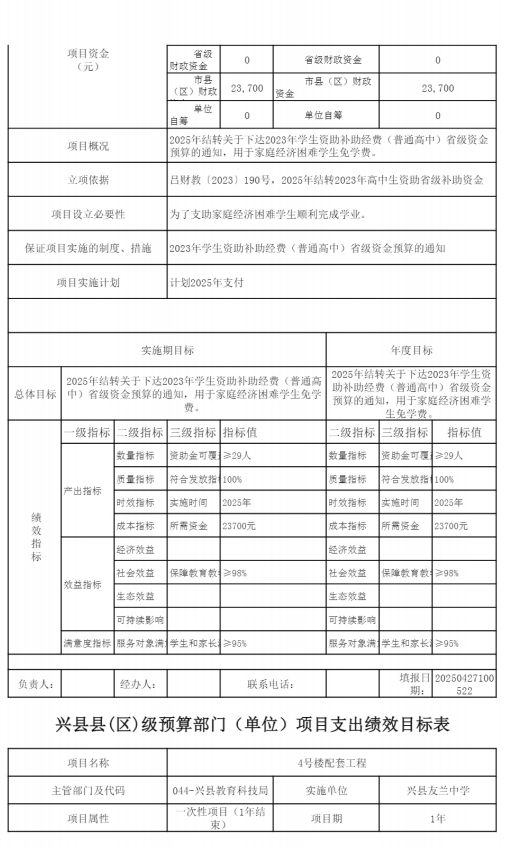 项目资金
（元）
省级
财政资金
0
省级财政资金
0
市县
（区）财政
23,700
市县（区）财政
资金
23,700
单位
自筹
0
单位自筹
0
项目概况
2025年结转关于下达2023年学生资助补助经费（普通高中）省级资金
预算的通知，用于家庭经济困难学生免学费。
立项依据
吕财教〔2023〕190号，2025年结转2023年高中生资助省级补助资金
项目设立必要性
为了支助家庭经济困难学生顺利完成学业。
保证项目实施的制度、措施
2023年学生资助补助经费（普通高中）省级资金预算的通知
项目实施计划
计划2025年支付
实施期目标
年度目标
总体目标
2025年结转关于下达2023年学生资助补助经费（普通高
中）省级资金预算的通知，用于家庭经济困难学生免学
费。
2025年结转关于下达2023年学生资
助补助经费（普通高中）省级资金
预算的通知，用于家庭经济困难学
生免学费。
绩效指标
一级指标 二级指标 三级指标 指标值 二级指标 三级指标 指标值
产出指标
数量指标 资助金可覆 ≥29人 数量指标 资助金可覆 ≥29人
质量指标 符合发放指 100% 质量指标 符合发放指 100%
时效指标 实施时间 2025年 时效指标 实施时间 2025年
成本指标 所需资金 23700元 成本指标 所需资金 23700元
效益指标
经济效益 经济效益
社会效益 保障教育教 ≥98% 社会效益 保障教育教 ≥98%
生态效益 生态效益
可持续影响 可持续影响
满意度指标 服务对象满 学生和家长 ≥95% 服务对象满 学生和家长 ≥95%
负责人： 经办人： 联系电话：
填报日
期：
20250427100
522
兴县县(区)级预算部门（单位）项目支出绩效目标表
项目名称 4号楼配套工程
主管部门及代码 044-兴县教育科技局 实施单位 兴县友兰中学
项目属性
一次性项目（1年结
束）
项目期 1年